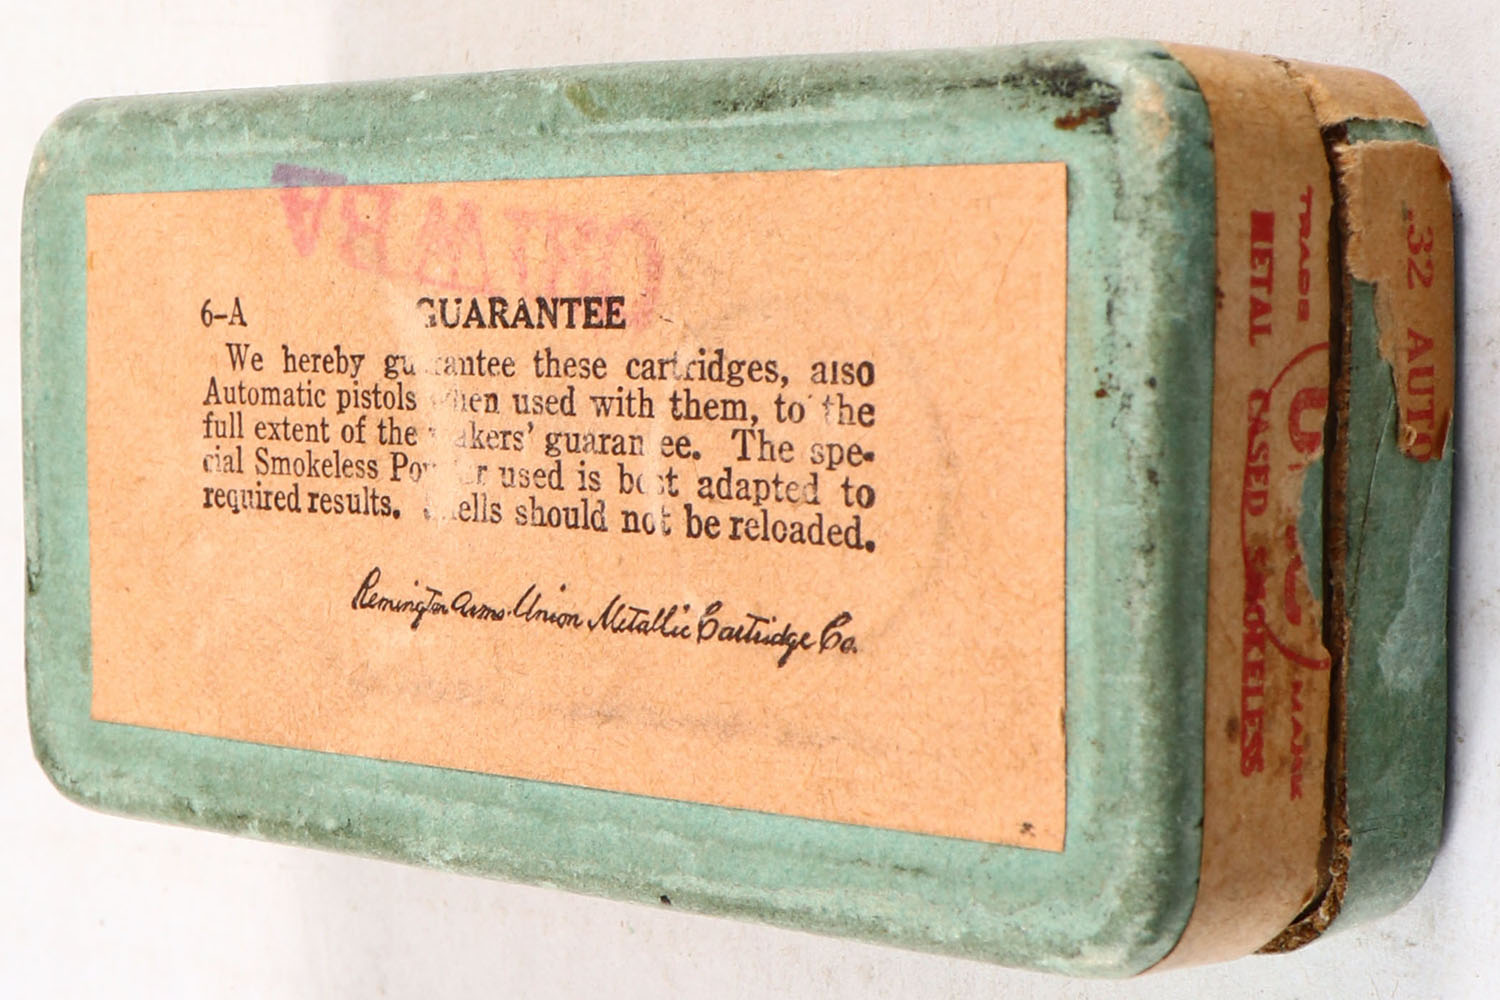 6–A GUARANTEE
We hereby guarantee these cartridges, also
Automatic pistols when used with them, to the
full extent of the makers' guarantee. The spe-
cial Smokeless Powder used is best adapted to
required results. Shells should not be reloaded.
Remington Arms-Union Metallic Cartridge Co.
.32 AUTO
TRADE MARK
METAL CASED SMOKELESS